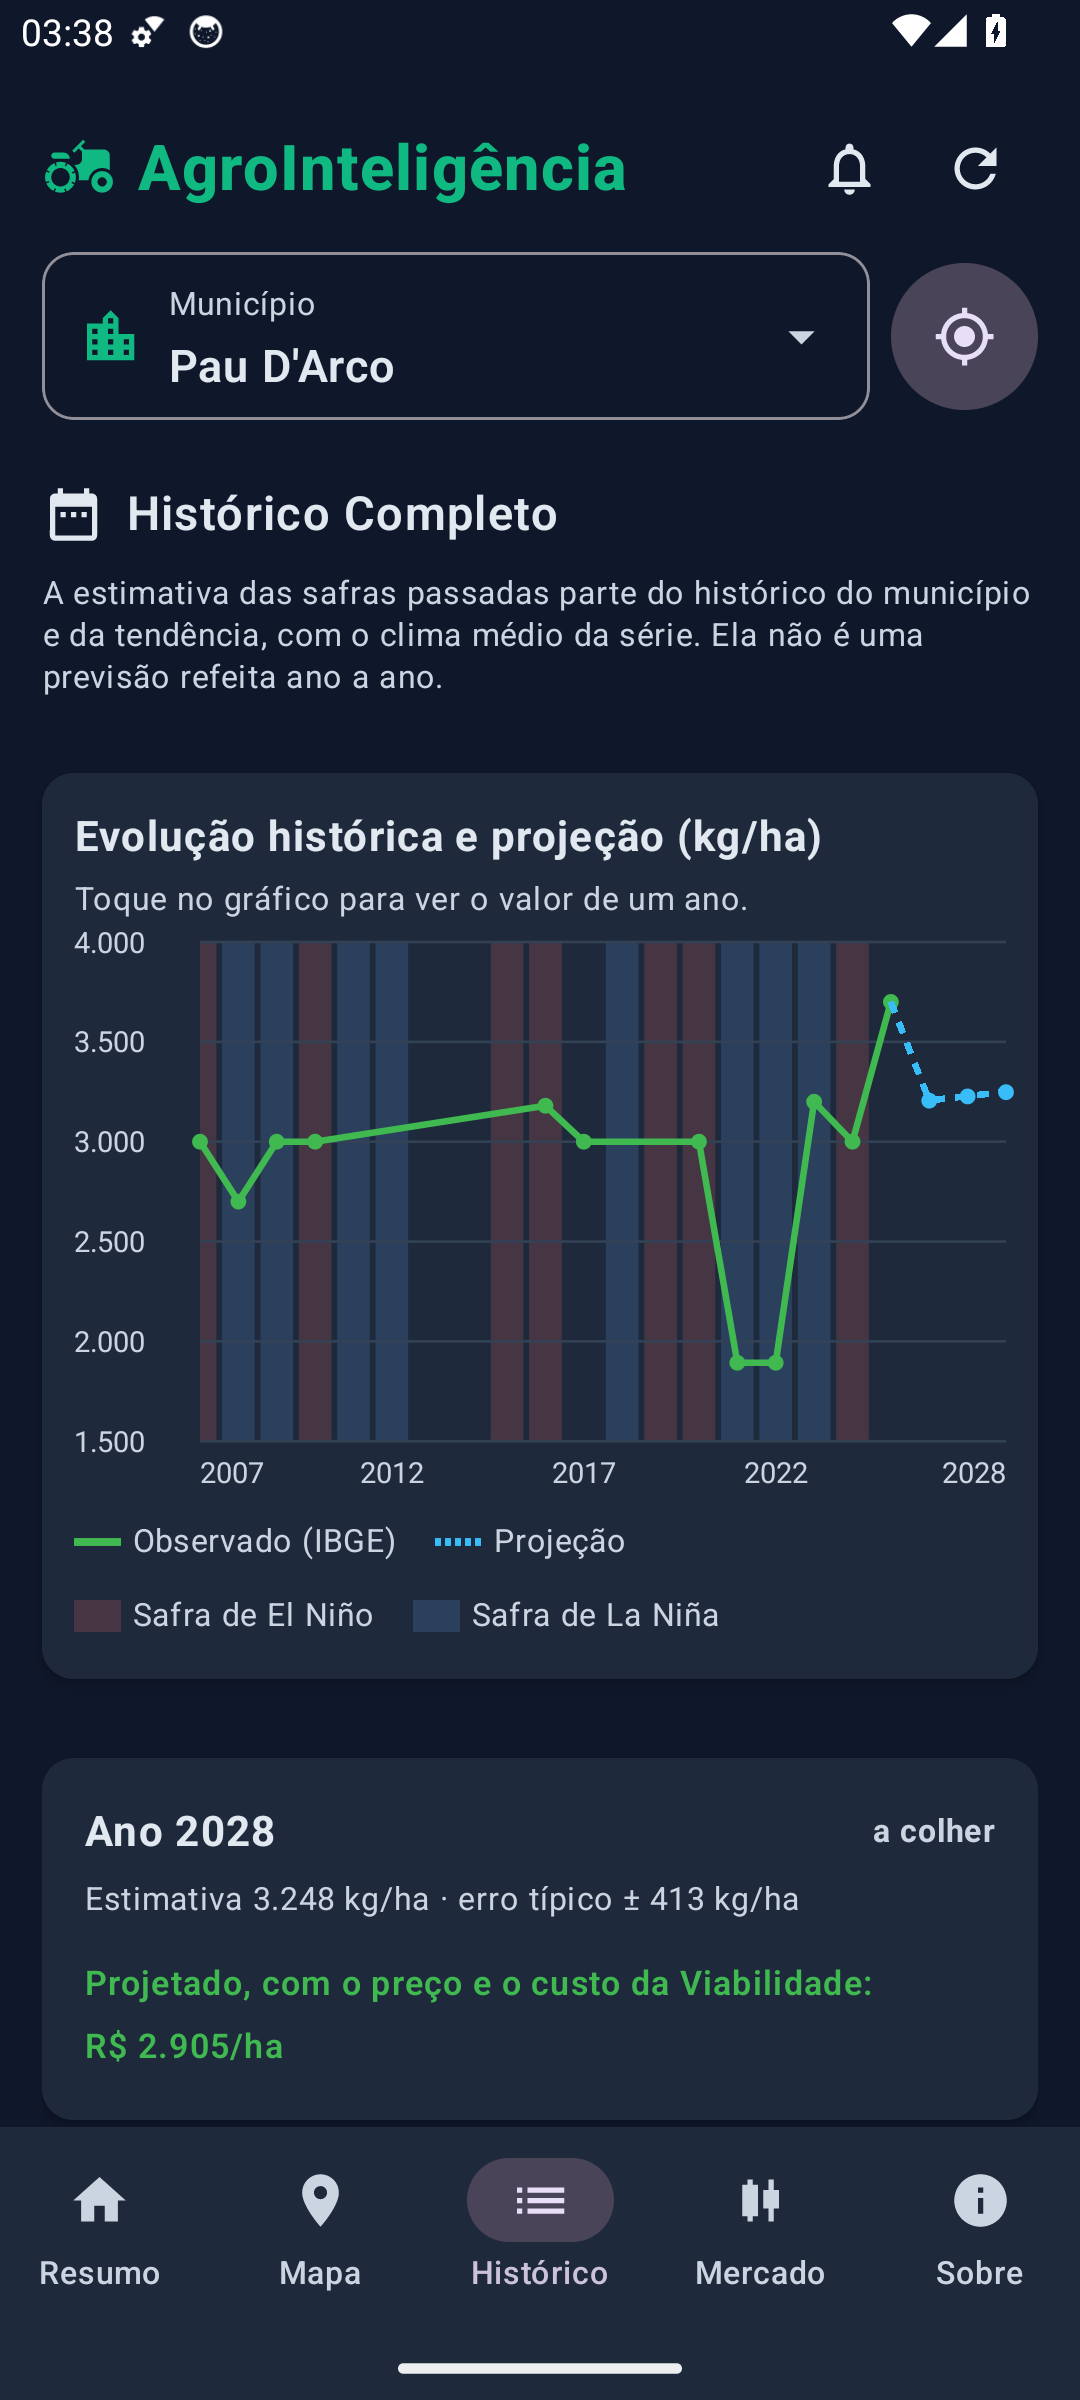 03:38
AgroInteligência
Município
Pau D'Arco
Histórico Completo
A estimativa das safras passadas parte do histórico do município
e da tendência, com o clima médio da série. Ela não é uma
previsão refeita ano a ano.
Evolução histórica e projeção (kg/ha)
Toque no gráfico para ver o valor de um ano.
4.000
3.500
3.000
2.500
2.000
1.500
2007 2012 2017 2022 2028
Observado (IBGE) Projeção
Safra de El Niño Safra de La Niña
Ano 2028 a colher
Estimativa 3.248 kg/ha · erro típico ± 413 kg/ha
Projetado, com o preço e o custo da Viabilidade:
R$ 2.905/ha
Resumo Mapa Histórico Mercado Sobre